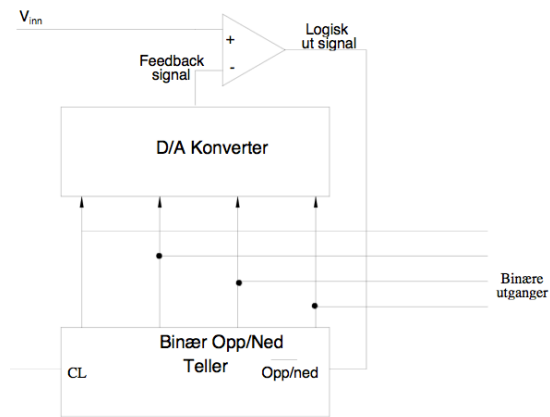 Vinn
+
Logisk
ut signal
Feedback
signal
-
D/A Konverter
Binære
utganger
Binær Opp/Ned
Teller
CL
Opp/ned